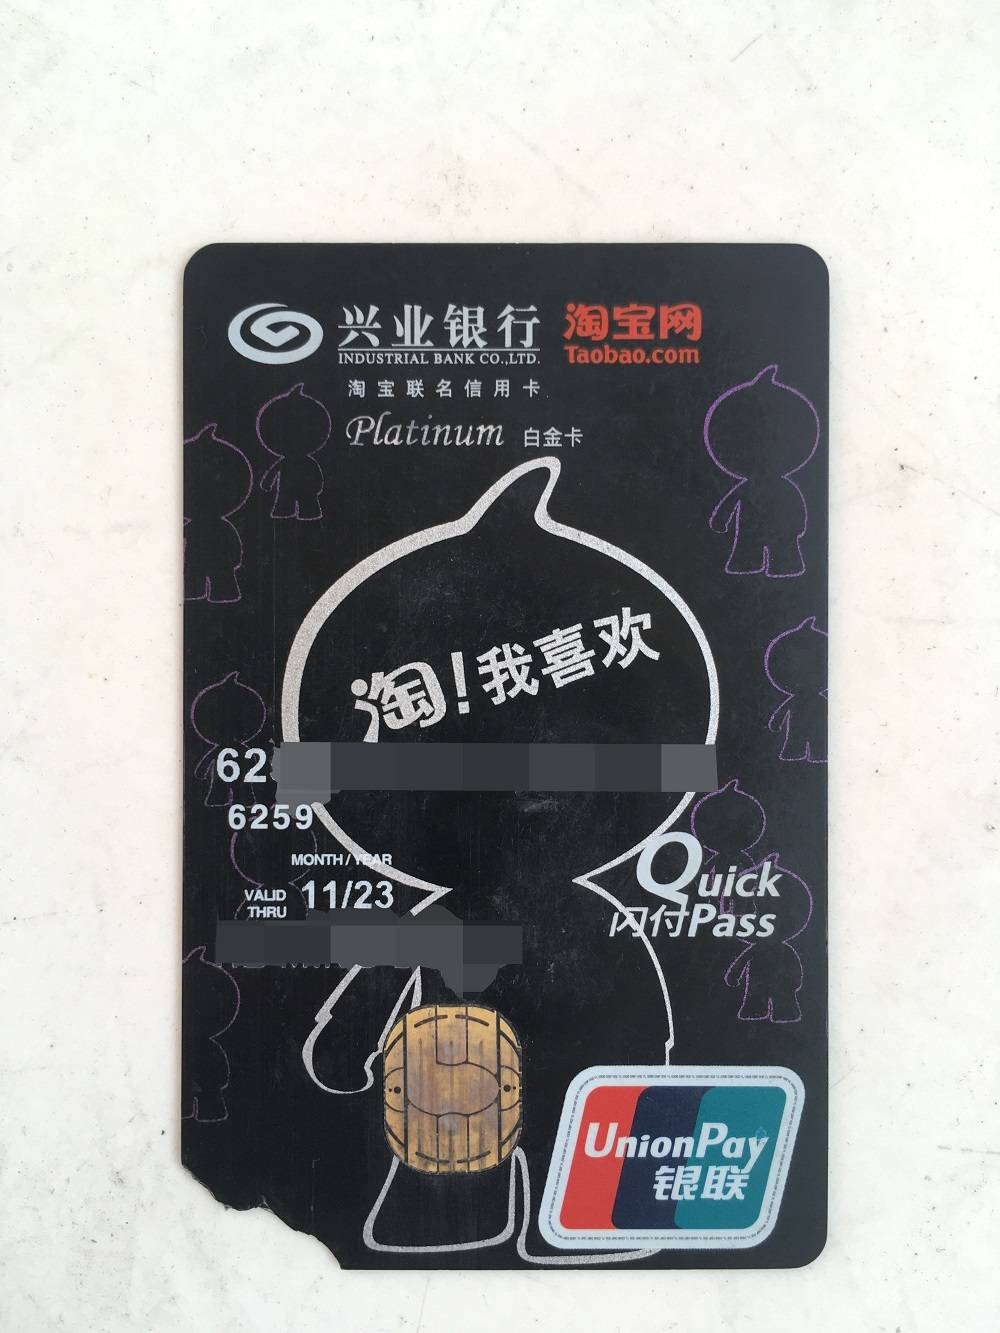 兴业银行 淘宝网
INDUSTRIAL BANK CO.,LTD. Taobao.com
淘宝联名信用卡
Platinum 白金卡
淘!我喜欢
62
6259
MONTH/YEAR
VALID THRU 11/23
Quick
闪付Pass
UnionPay
银联